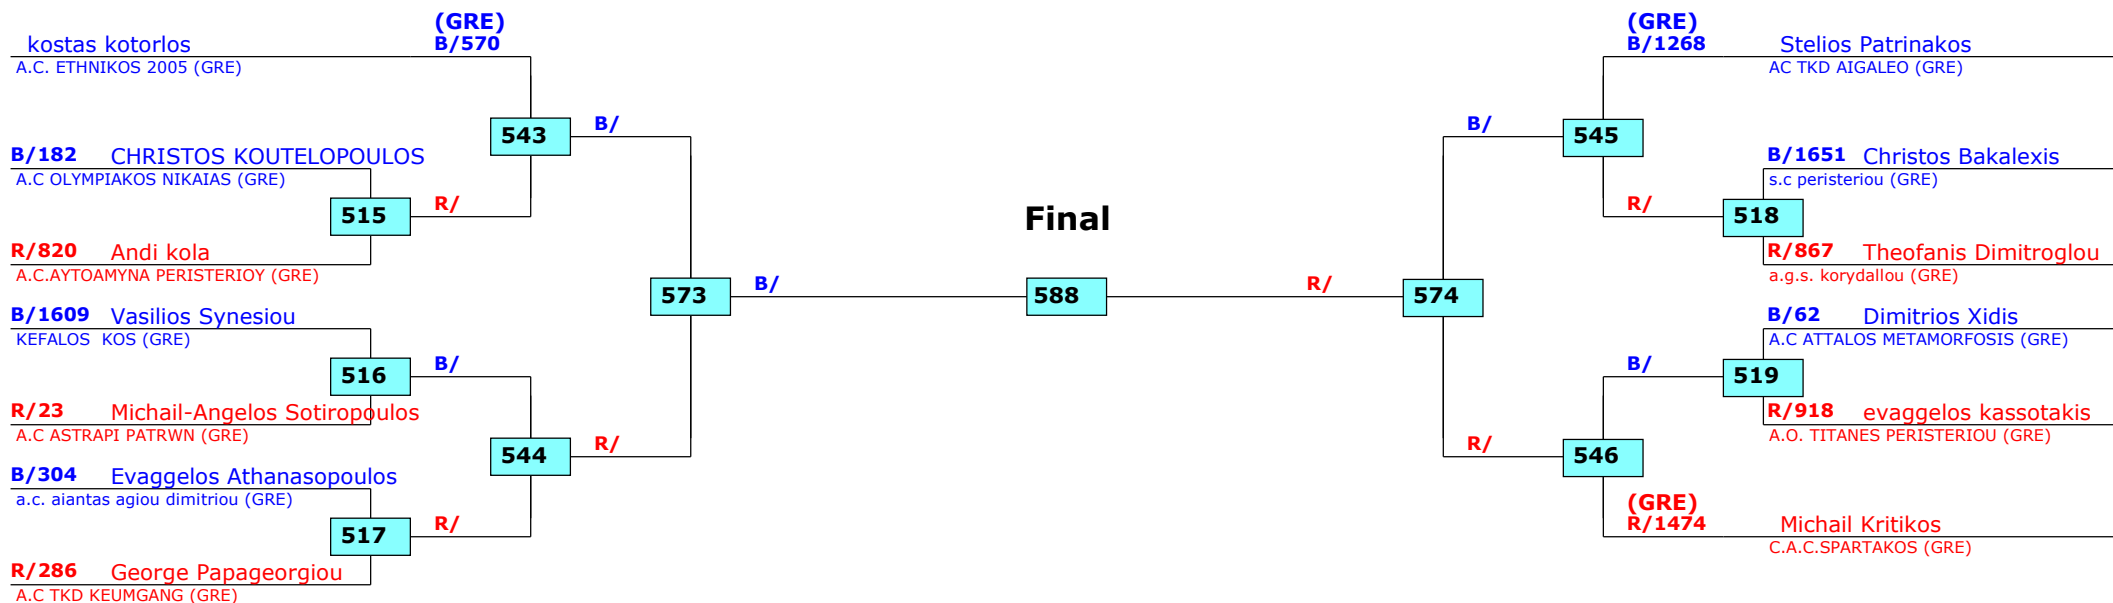 (GRE)
kostas kotorlos B/570
A.C. ETHNIKOS 2005 (GRE)
543 B/
B/182 CHRISTOS KOUTELOPOULOS
A.C OLYMPIAKOS NIKAIAS (GRE)
515 R/
R/820 Andi kola
A.C.AYTOAMYNA PERISTERIOY (GRE)
573 B/
B/1609 Vasilios Synesiou
KEFALOS  KOS (GRE)
516 B/
R/23 Michail-Angelos Sotiropoulos
A.C ASTRAPI PATRWN (GRE)
544 R/
B/304 Evaggelos Athanasopoulos
a.c. aiantas agiou dimitriou (GRE)
517 R/
R/286 George Papageorgiou
A.C TKD KEUMGANG (GRE)
Final
588
(GRE)
B/1268 Stelios Patrinakos
AC TKD AIGALEO (GRE)
B/ 545
B/1651 Christos Bakalexis
s.c peristeriou (GRE)
R/ 518
R/867 Theofanis Dimitroglou
a.g.s. korydallou (GRE)
R/ 574
B/62 Dimitrios Xidis
A.C ATTALOS METAMORFOSIS (GRE)
B/ 519
R/918 evaggelos kassotakis
A.O. TITANES PERISTERIOU (GRE)
R/ 546
(GRE)
R/1474 Michail Kritikos
C.A.C.SPARTAKOS (GRE)